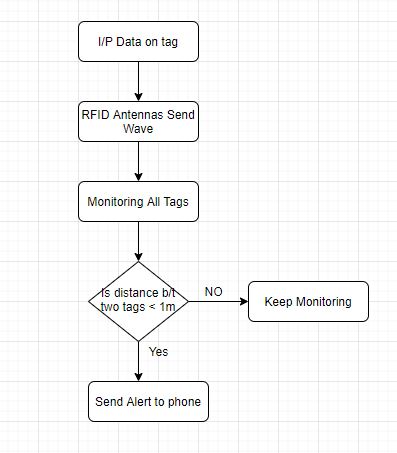 I/P Data on tag
RFID Antennas Send
Wave
Monitoring All Tags
Is distance b/t
two tags < 1m
NO
Keep Monitoring
Yes
Send Alert to phone